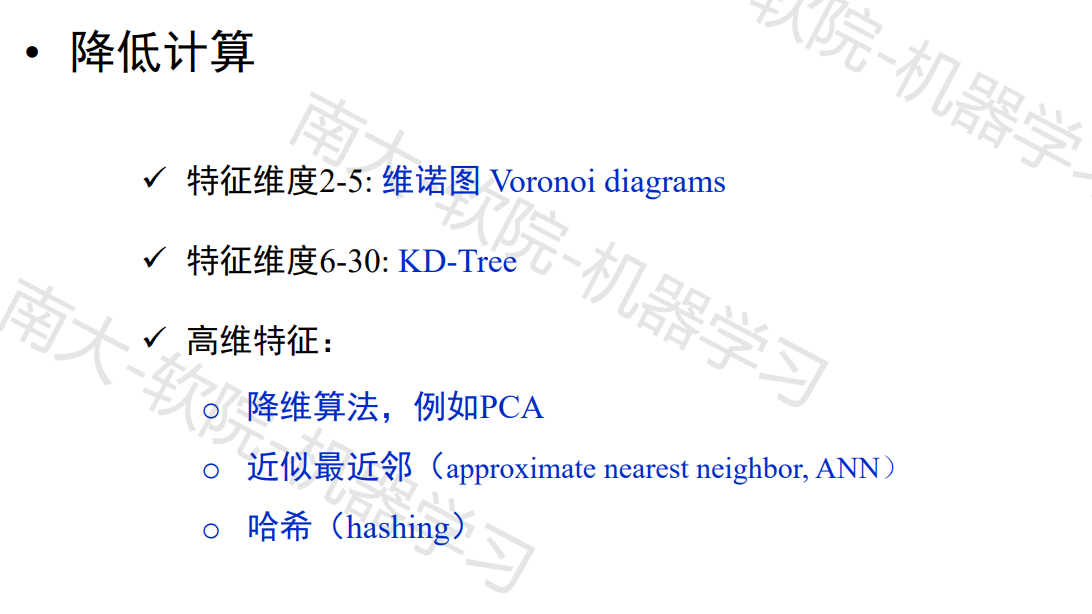 • 降低计算
南大-软院-机器学习
✓ 特征维度2-5: 维诺图 Voronoi diagrams
✓ 特征维度6-30: KD-Tree
南大-软院-机器学习
✓ 高维特征：
○ 降维算法，例如PCA
○ 近似最近邻（approximate nearest neighbor, ANN）
○ 哈希（hashing）
软院-机器学